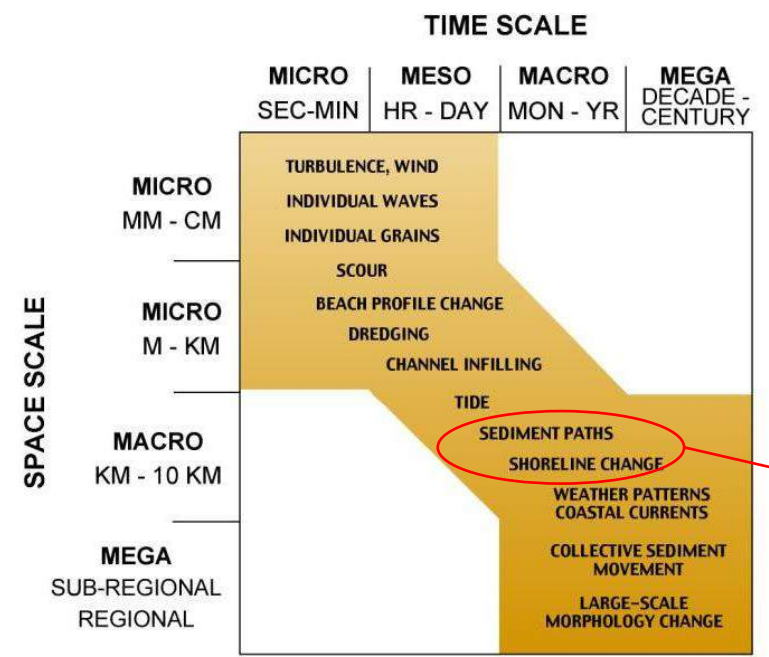 TIME SCALE
MICRO MESO MACRO MEGA
SEC-MIN HR - DAY MON - YR DECADE -
CENTURY
SPACE SCALE
MICRO
MM - CM
MICRO
M - KM
MACRO
KM - 10 KM
MEGA
SUB-REGIONAL
REGIONAL
TURBULENCE, WIND
INDIVIDUAL WAVES
INDIVIDUAL GRAINS
SCOUR
BEACH PROFILE CHANGE
DREDGING
CHANNEL INFILLING
TIDE
SEDIMENT PATHS
SHORELINE CHANGE
WEATHER PATTERNS
COASTAL CURRENTS
COLLECTIVE SEDIMENT
MOVEMENT
LARGE-SCALE
MORPHOLOGY CHANGE